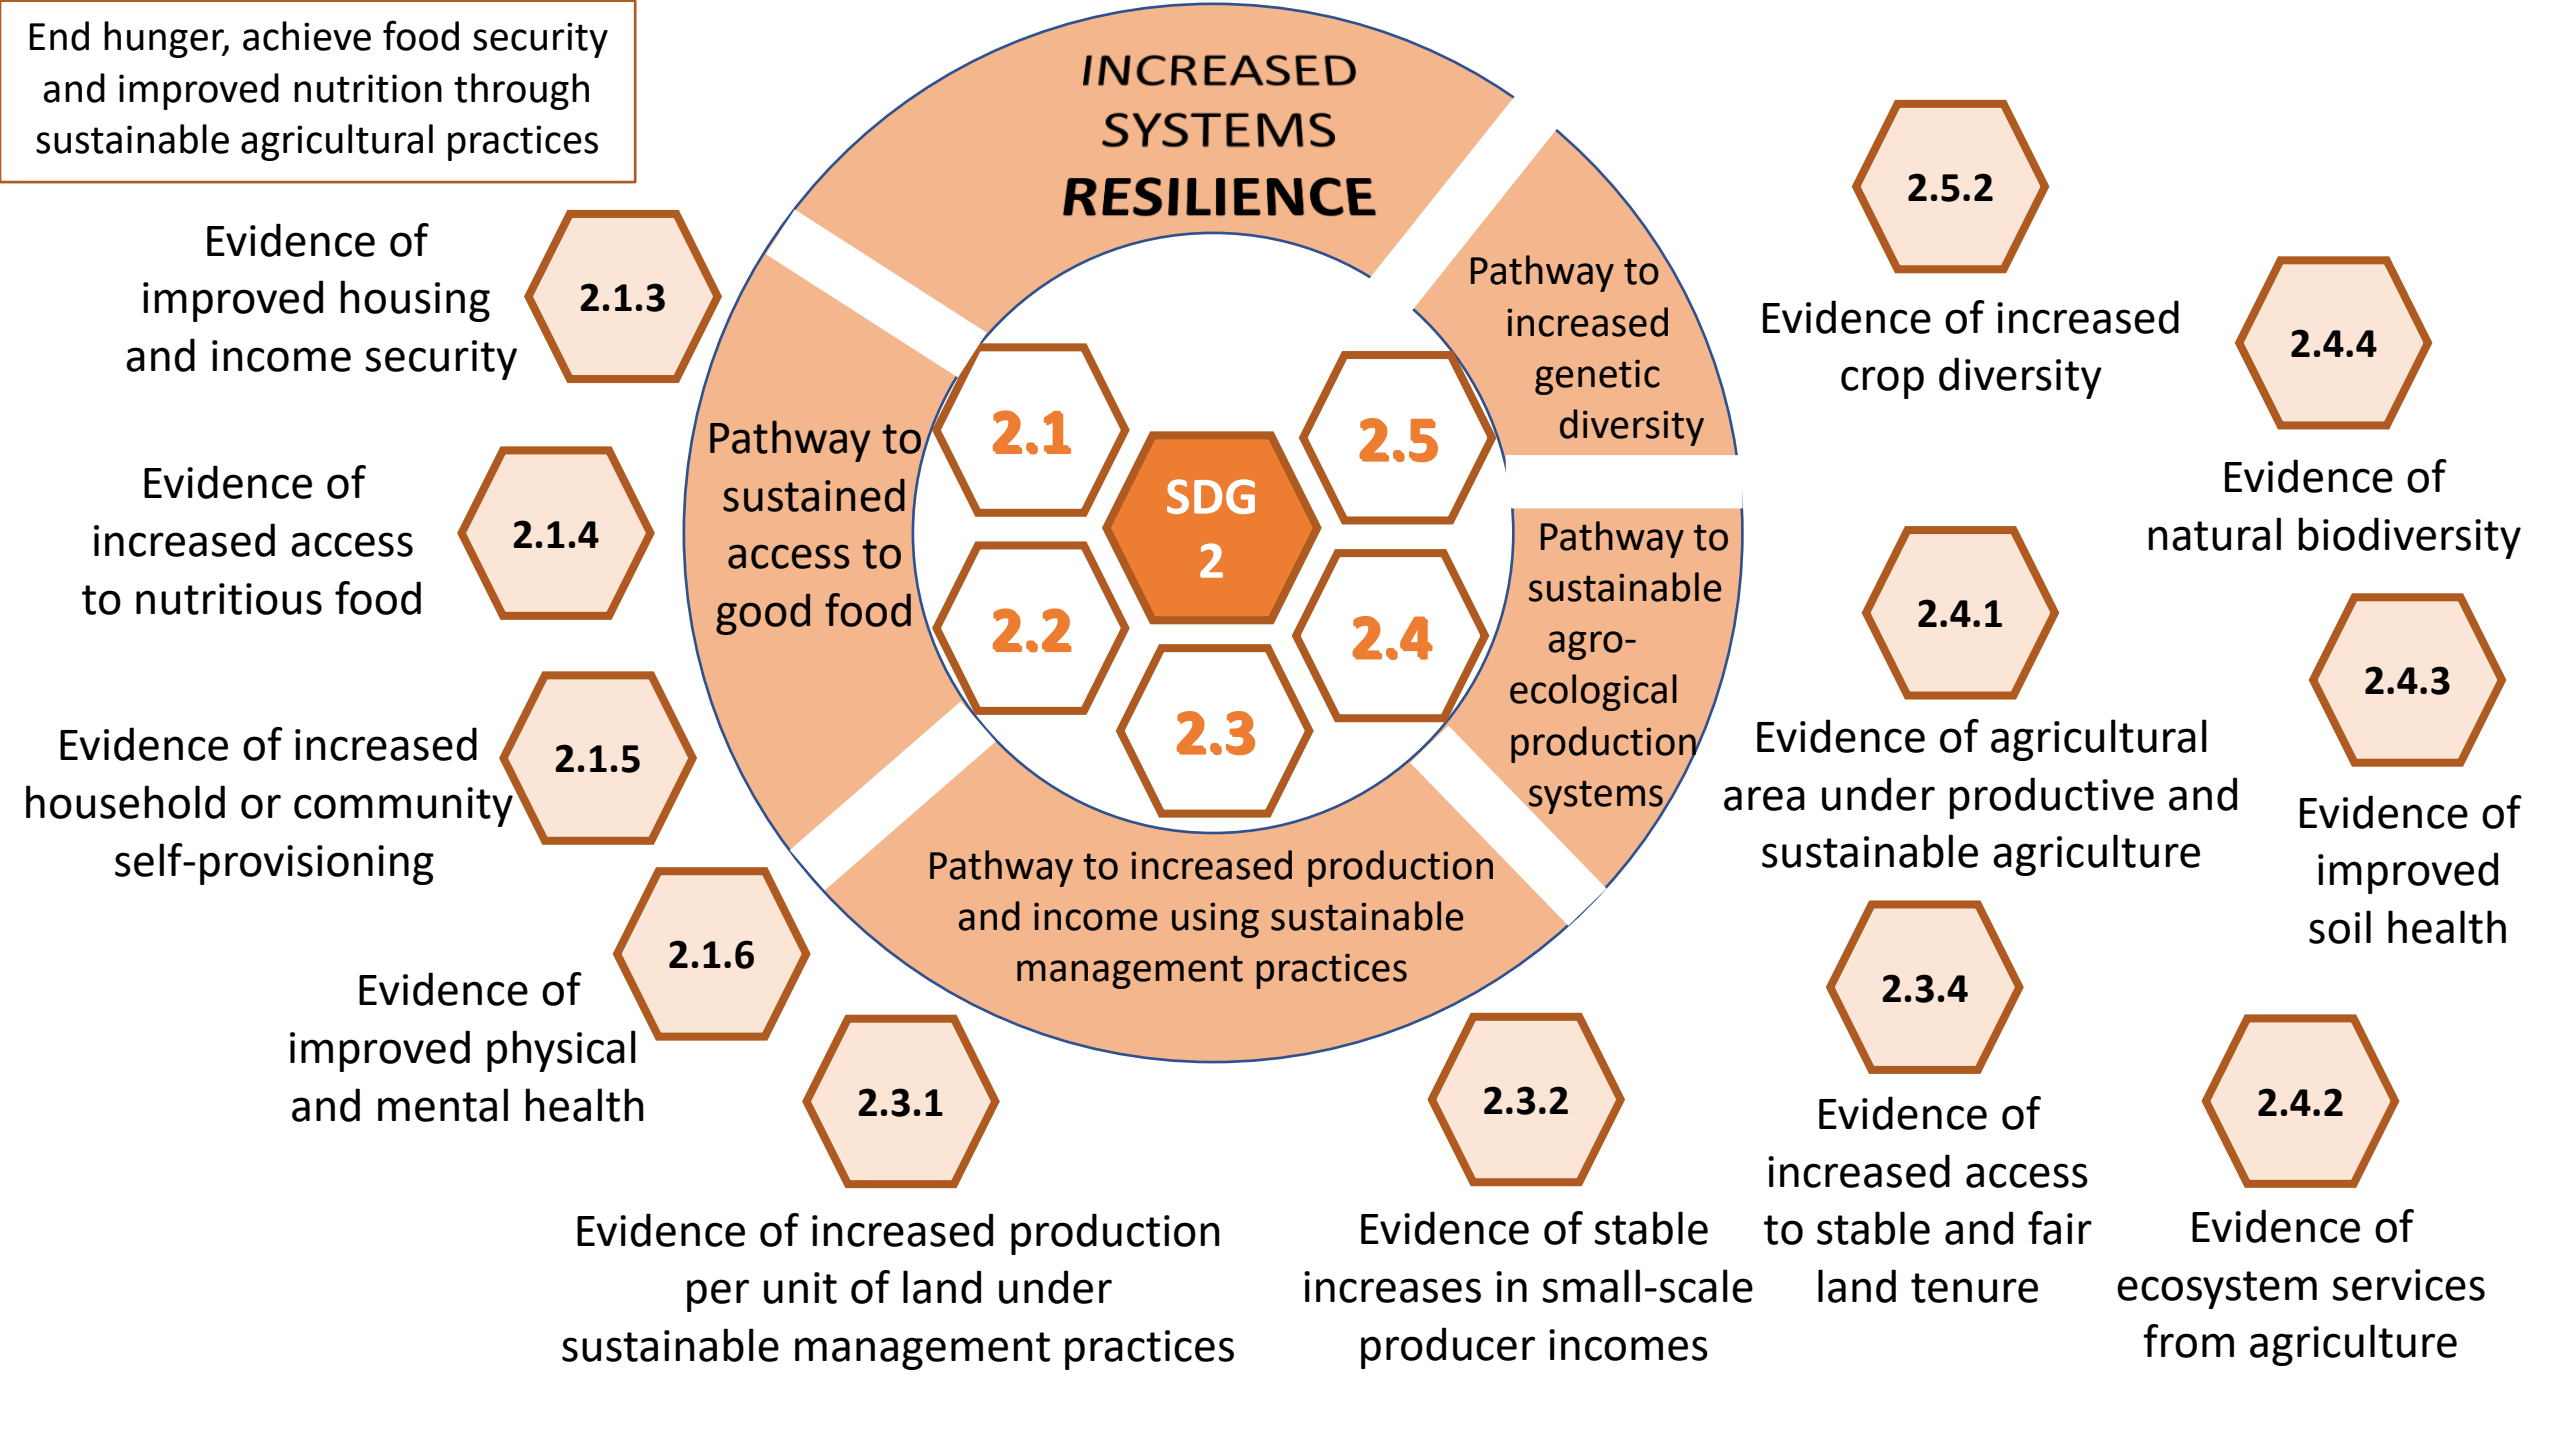 End hunger, achieve food security
and improved nutrition through
sustainable agricultural practices
INCREASED
SYSTEMS
RESILIENCE
Pathway to
increased
genetic
diversity
Pathway to
sustainable
agro-
ecological
production
systems
Pathway to increased production
and income using sustainable
management practices
Pathway to
sustained
access to
good food
SDG
2
2.1
2.2
2.3
2.4
2.5
2.1.3
Evidence of
improved housing
and income security
2.1.4
Evidence of
increased access
to nutritious food
2.1.5
Evidence of increased
household or community
self-provisioning
2.1.6
Evidence of
improved physical
and mental health
2.3.1
Evidence of increased production
per unit of land under
sustainable management practices
2.3.2
Evidence of stable
increases in small-scale
producer incomes
2.3.4
Evidence of
increased access
to stable and fair
land tenure
2.4.1
Evidence of agricultural
area under productive and
sustainable agriculture
2.4.2
Evidence of
ecosystem services
from agriculture
2.4.3
Evidence of
improved
soil health
2.4.4
Evidence of
natural biodiversity
2.5.2
Evidence of increased
crop diversity